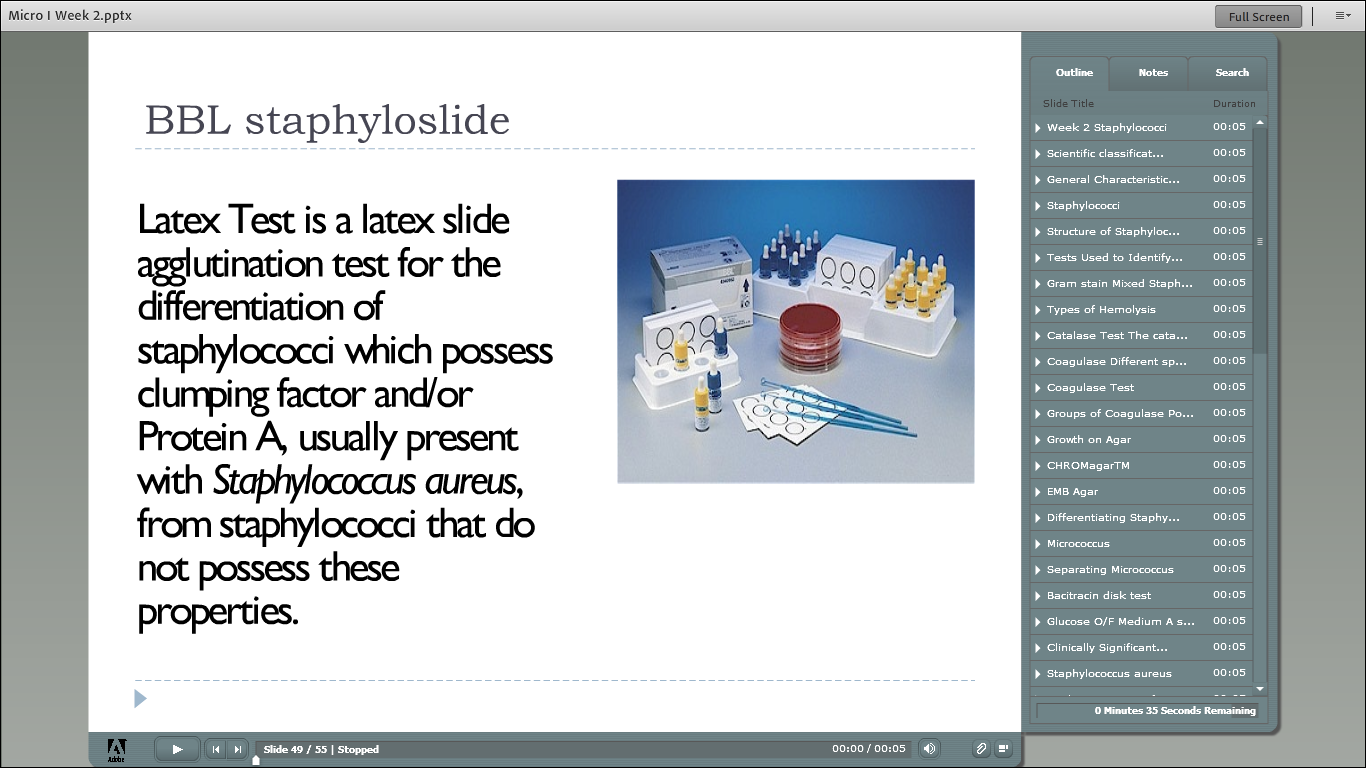 Micro I Week 2.pptx
Full Screen
BBL staphyloslide
Latex Test is a latex slide
agglutination test for the
differentiation of
staphylococci which possess
clumping factor and/or
Protein A, usually present
with Staphylococcus aureus,
from staphylococci that do
not possess these
properties.
Outline Notes Search
Slide Title Duration
Week 2 Staphylococci 00:05
Scientific classificat... 00:05
General Characteristic... 00:05
Staphylococci 00:05
Structure of Staphyloc... 00:05
Tests Used to Identify... 00:05
Gram stain Mixed Staph... 00:05
Types of Hemolysis 00:05
Catalase Test The cata... 00:05
Coagulase Different sp... 00:05
Coagulase Test 00:05
Groups of Coagulase Po... 00:05
Growth on Agar 00:05
CHROMagarTM 00:05
EMB Agar 00:05
Differentiating Staphy... 00:05
Micrococcus 00:05
Separating Micrococcus 00:05
Bacitracin disk test 00:05
Glucose O/F Medium A s... 00:05
Clinically Significant... 00:05
Staphylococcus aureus 00:05
0 Minutes 35 Seconds Remaining
Adobe
Slide 49 / 55 | Stopped
00:00 / 00:05